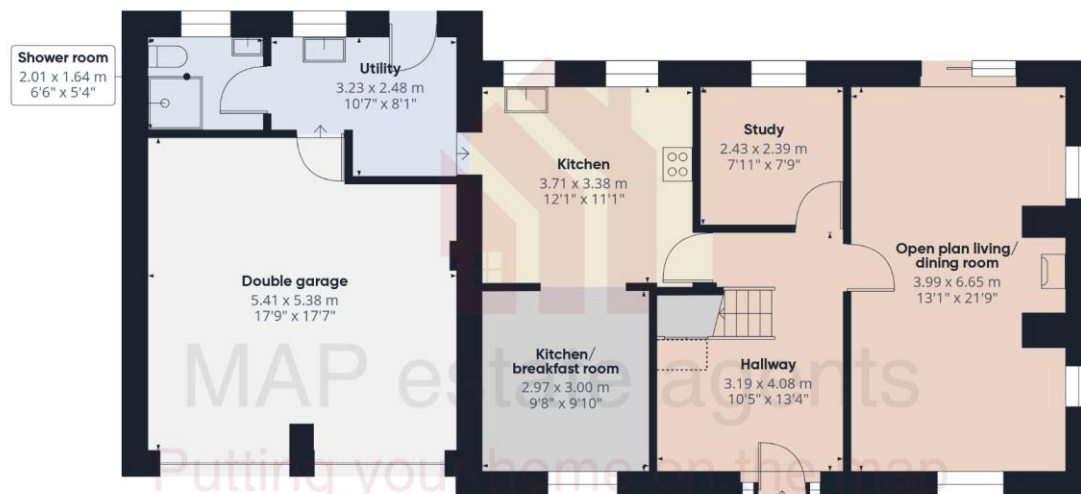 Shower room
2.01 x 1.64 m
6'6" x 5'4"
Utility
3.23 x 2.48 m
10'7" x 8'1"
Kitchen
3.71 x 3.38 m
12'1" x 11'1"
Study
2.43 x 2.39 m
7'11" x 7'9"
Open plan living/
dining room
3.99 x 6.65 m
13'1" x 21'9"
Double garage
5.41 x 5.38 m
17'9" x 17'7"
Kitchen/
breakfast room
2.97 x 3.00 m
9'8" x 9'10"
Hallway
3.19 x 4.08 m
10'5" x 13'4"
MAP estate agents
Putting your home on the map